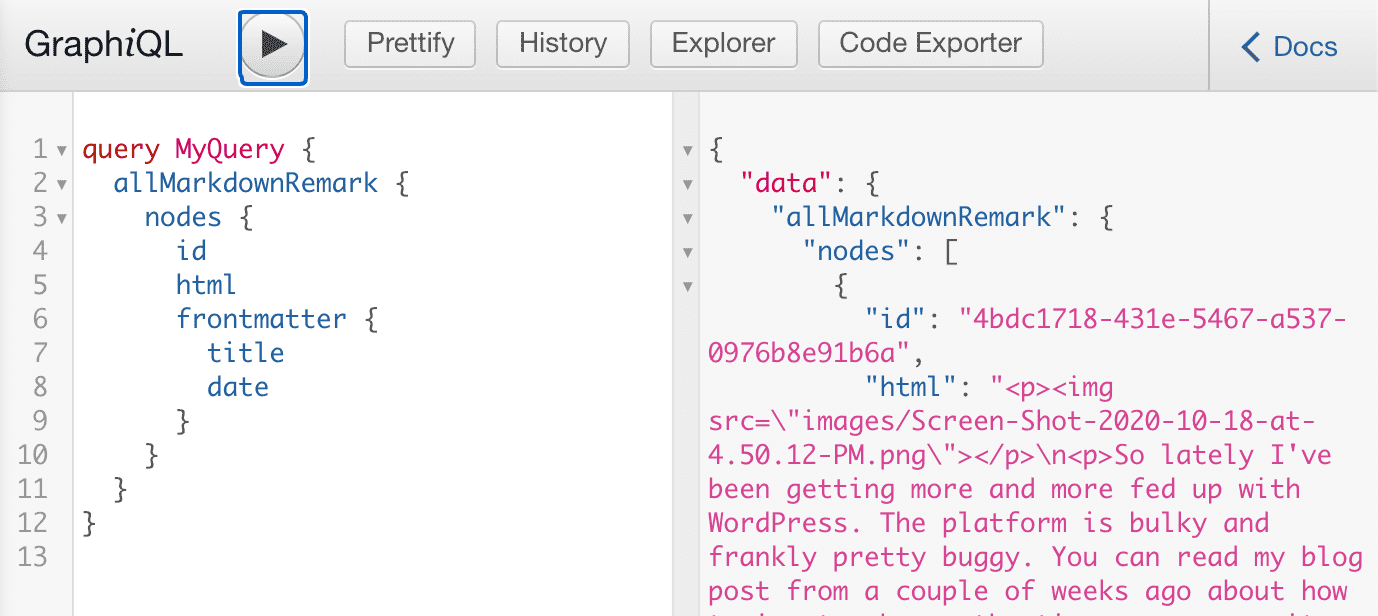 GraphiQL Prettify History Explorer Code Exporter Docs
1 query MyQuery {
2 allMarkdownRemark {
3 nodes {
4 id
5 html
6 frontmatter {
7 title
8 date
9 }
10 }
11 }
12 }
13
{
"data": {
"allMarkdownRemark": {
"nodes": [
{
"id": "4bdc1718-431e-5467-a537-
0976b8e91b6a",
"html": "<p><img
src=\"images/Screen-Shot-2020-10-18-at-
4.50.12-PM.png\"></p>\n<p>So lately I've
been getting more and more fed up with
WordPress. The platform is bulky and
frankly pretty buggy. You can read my blog
post from a couple of weeks ago about how